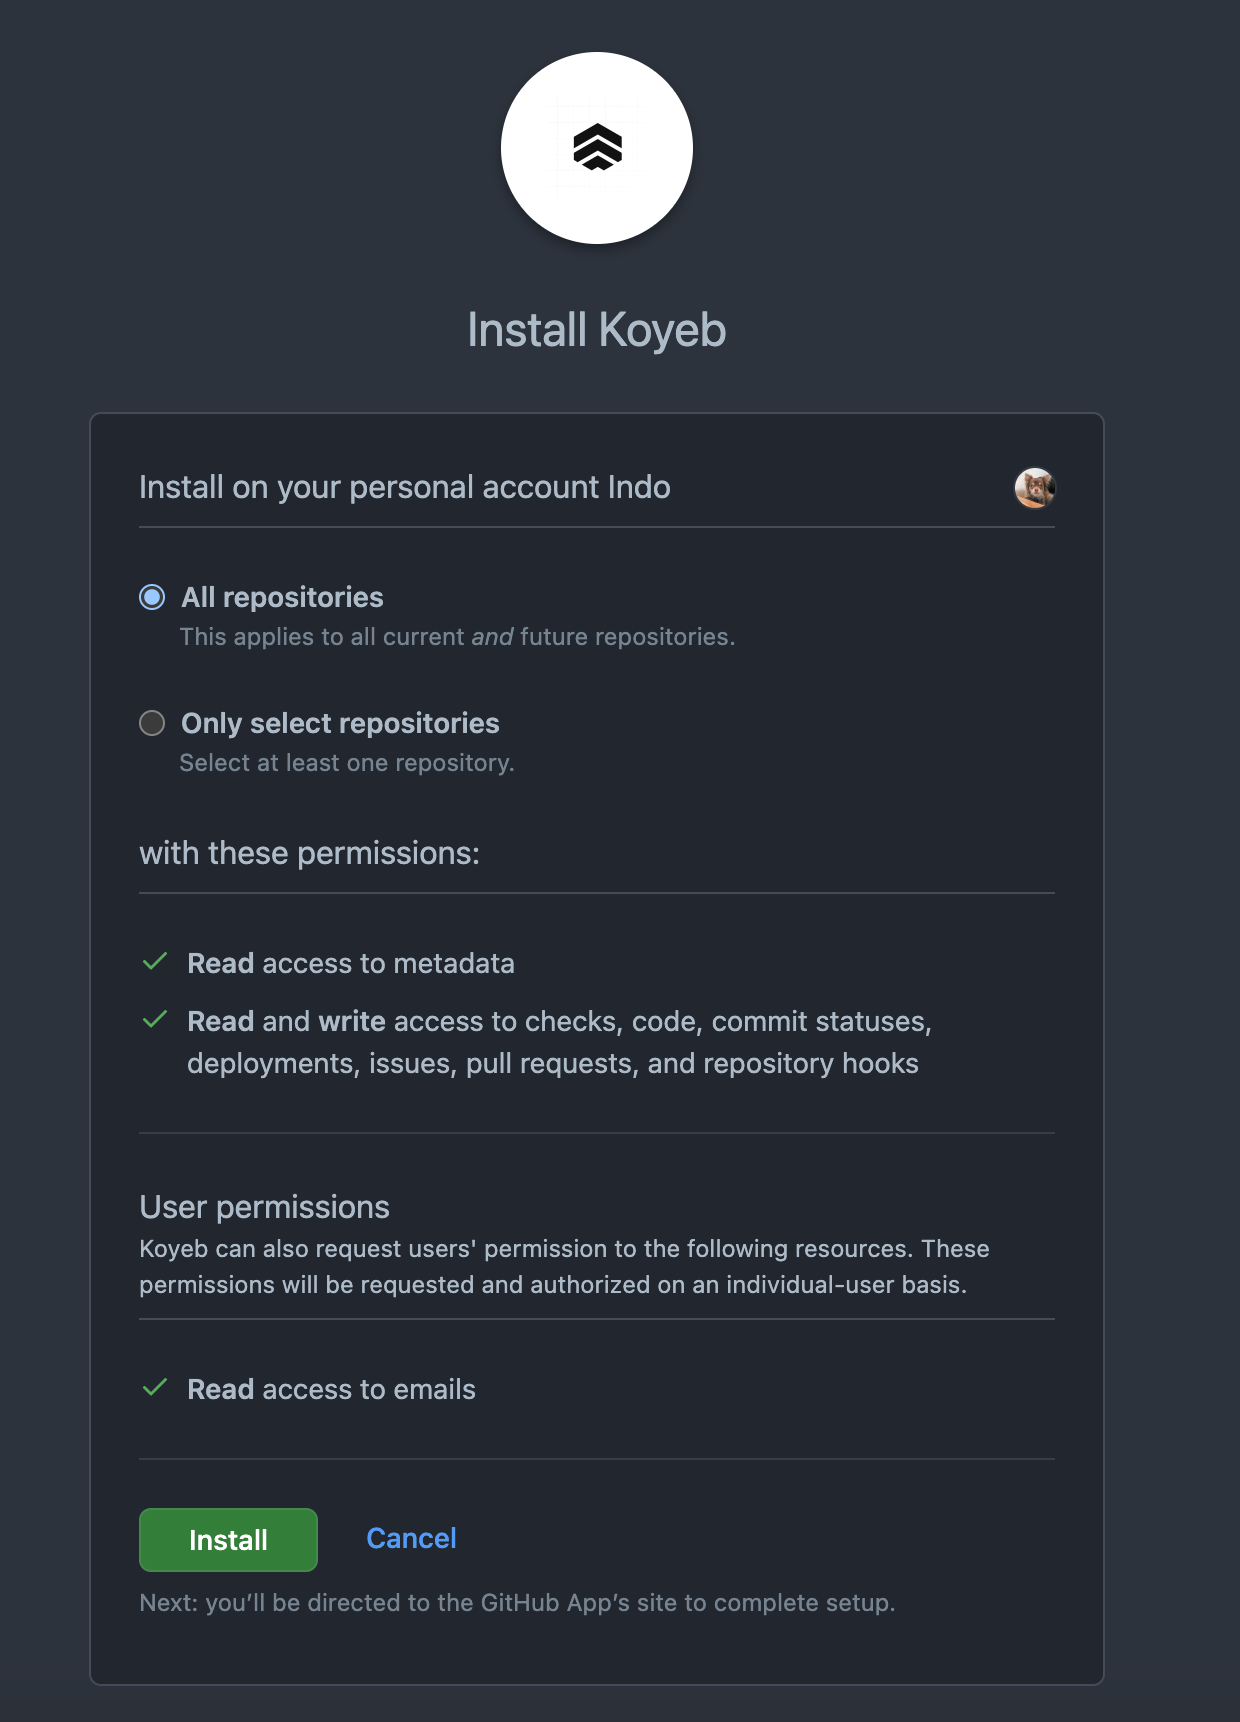 Install Koyeb
Install on your personal account Indo
All repositories
This applies to all current and future repositories.
Only select repositories
Select at least one repository.
with these permissions:
Read access to metadata
Read and write access to checks, code, commit statuses,
deployments, issues, pull requests, and repository hooks
User permissions
Koyeb can also request users' permission to the following resources. These
permissions will be requested and authorized on an individual-user basis.
Read access to emails
Install
Cancel
Next: you’ll be directed to the GitHub App’s site to complete setup.